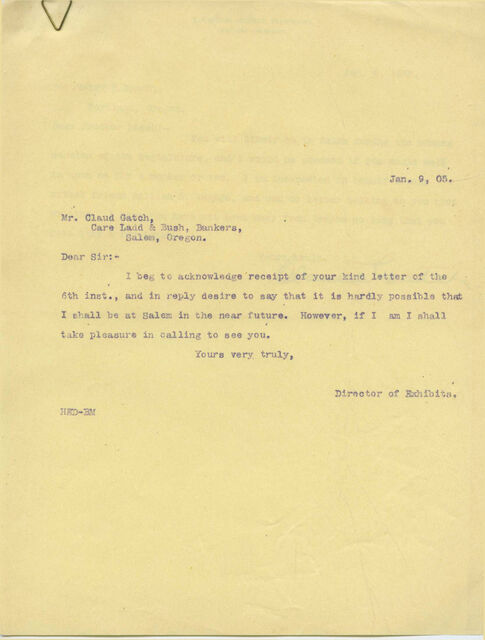 Jan. 9, 05.
Mr. Claud Gatch,
Care Ladd & Bush, Bankers,
Salem, Oregon.
Dear Sir:-
I beg to acknowledge receipt of your kind letter of the
6th inst., and in reply desire to say that it is hardly possible that
I shall be at Salem in the near future. However, if I am I shall
take pleasure in calling to see you.
Yours very truly,
Director of Exhibits.
HED-EM